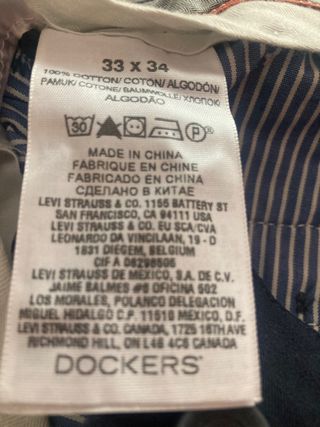 33 x 34
100% COTTON/COTON/ALGODÓN/
PAMUK/COTONE/BAUMWOLLE/ХЛОПОК/
ALGODÃO
30 P
MADE IN CHINA
FABRIQUE EN CHINE
FABRICADO EN CHINA
СДЕЛАНО В КИТАЕ
LEVI STRAUSS & CO. 1155 BATTERY ST
SAN FRANCISCO, CA 94111 USA
LEVI STRAUSS & CO. EU SCA/CVA
LEONARDO DA VINCILAAN, 19 - D
1831 DIEGEM, BELGIUM
CIF A
LEVI STRAUSS DE MEXICO, S.A. DE C.V.
JAIME BALMES #8 OFICINA 502
LOS MORALES, POLANCO DELEGACION
MIGUEL HIDALGO D.F. 11510 MEXICO, D.F.
LEVI STRAUSS & CO. CANADA, 1725 16TH AVE
RICHMOND HILL, ON L4B 4C6 CANADA
DOCKERS®